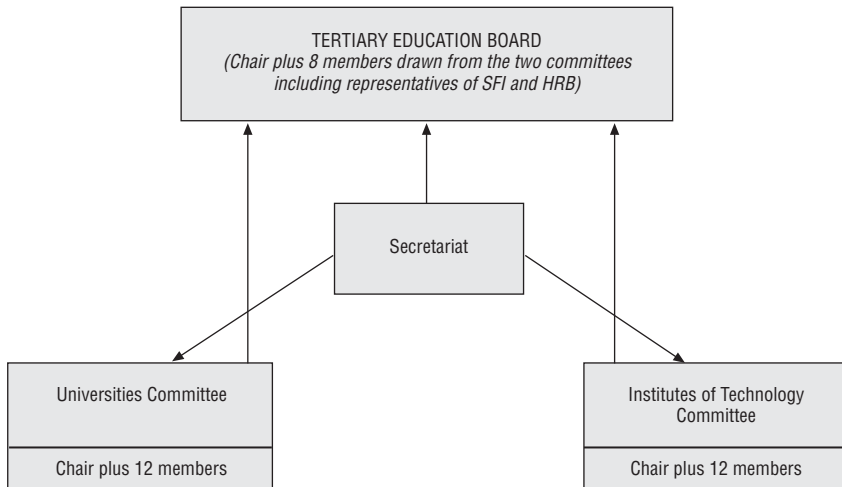 TERTIARY EDUCATION BOARD
(Chair plus 8 members drawn from the two committees
including representatives of SFI and HRB)
Secretariat
Universities Committee
Chair plus 12 members
Institutes of Technology
Committee
Chair plus 12 members